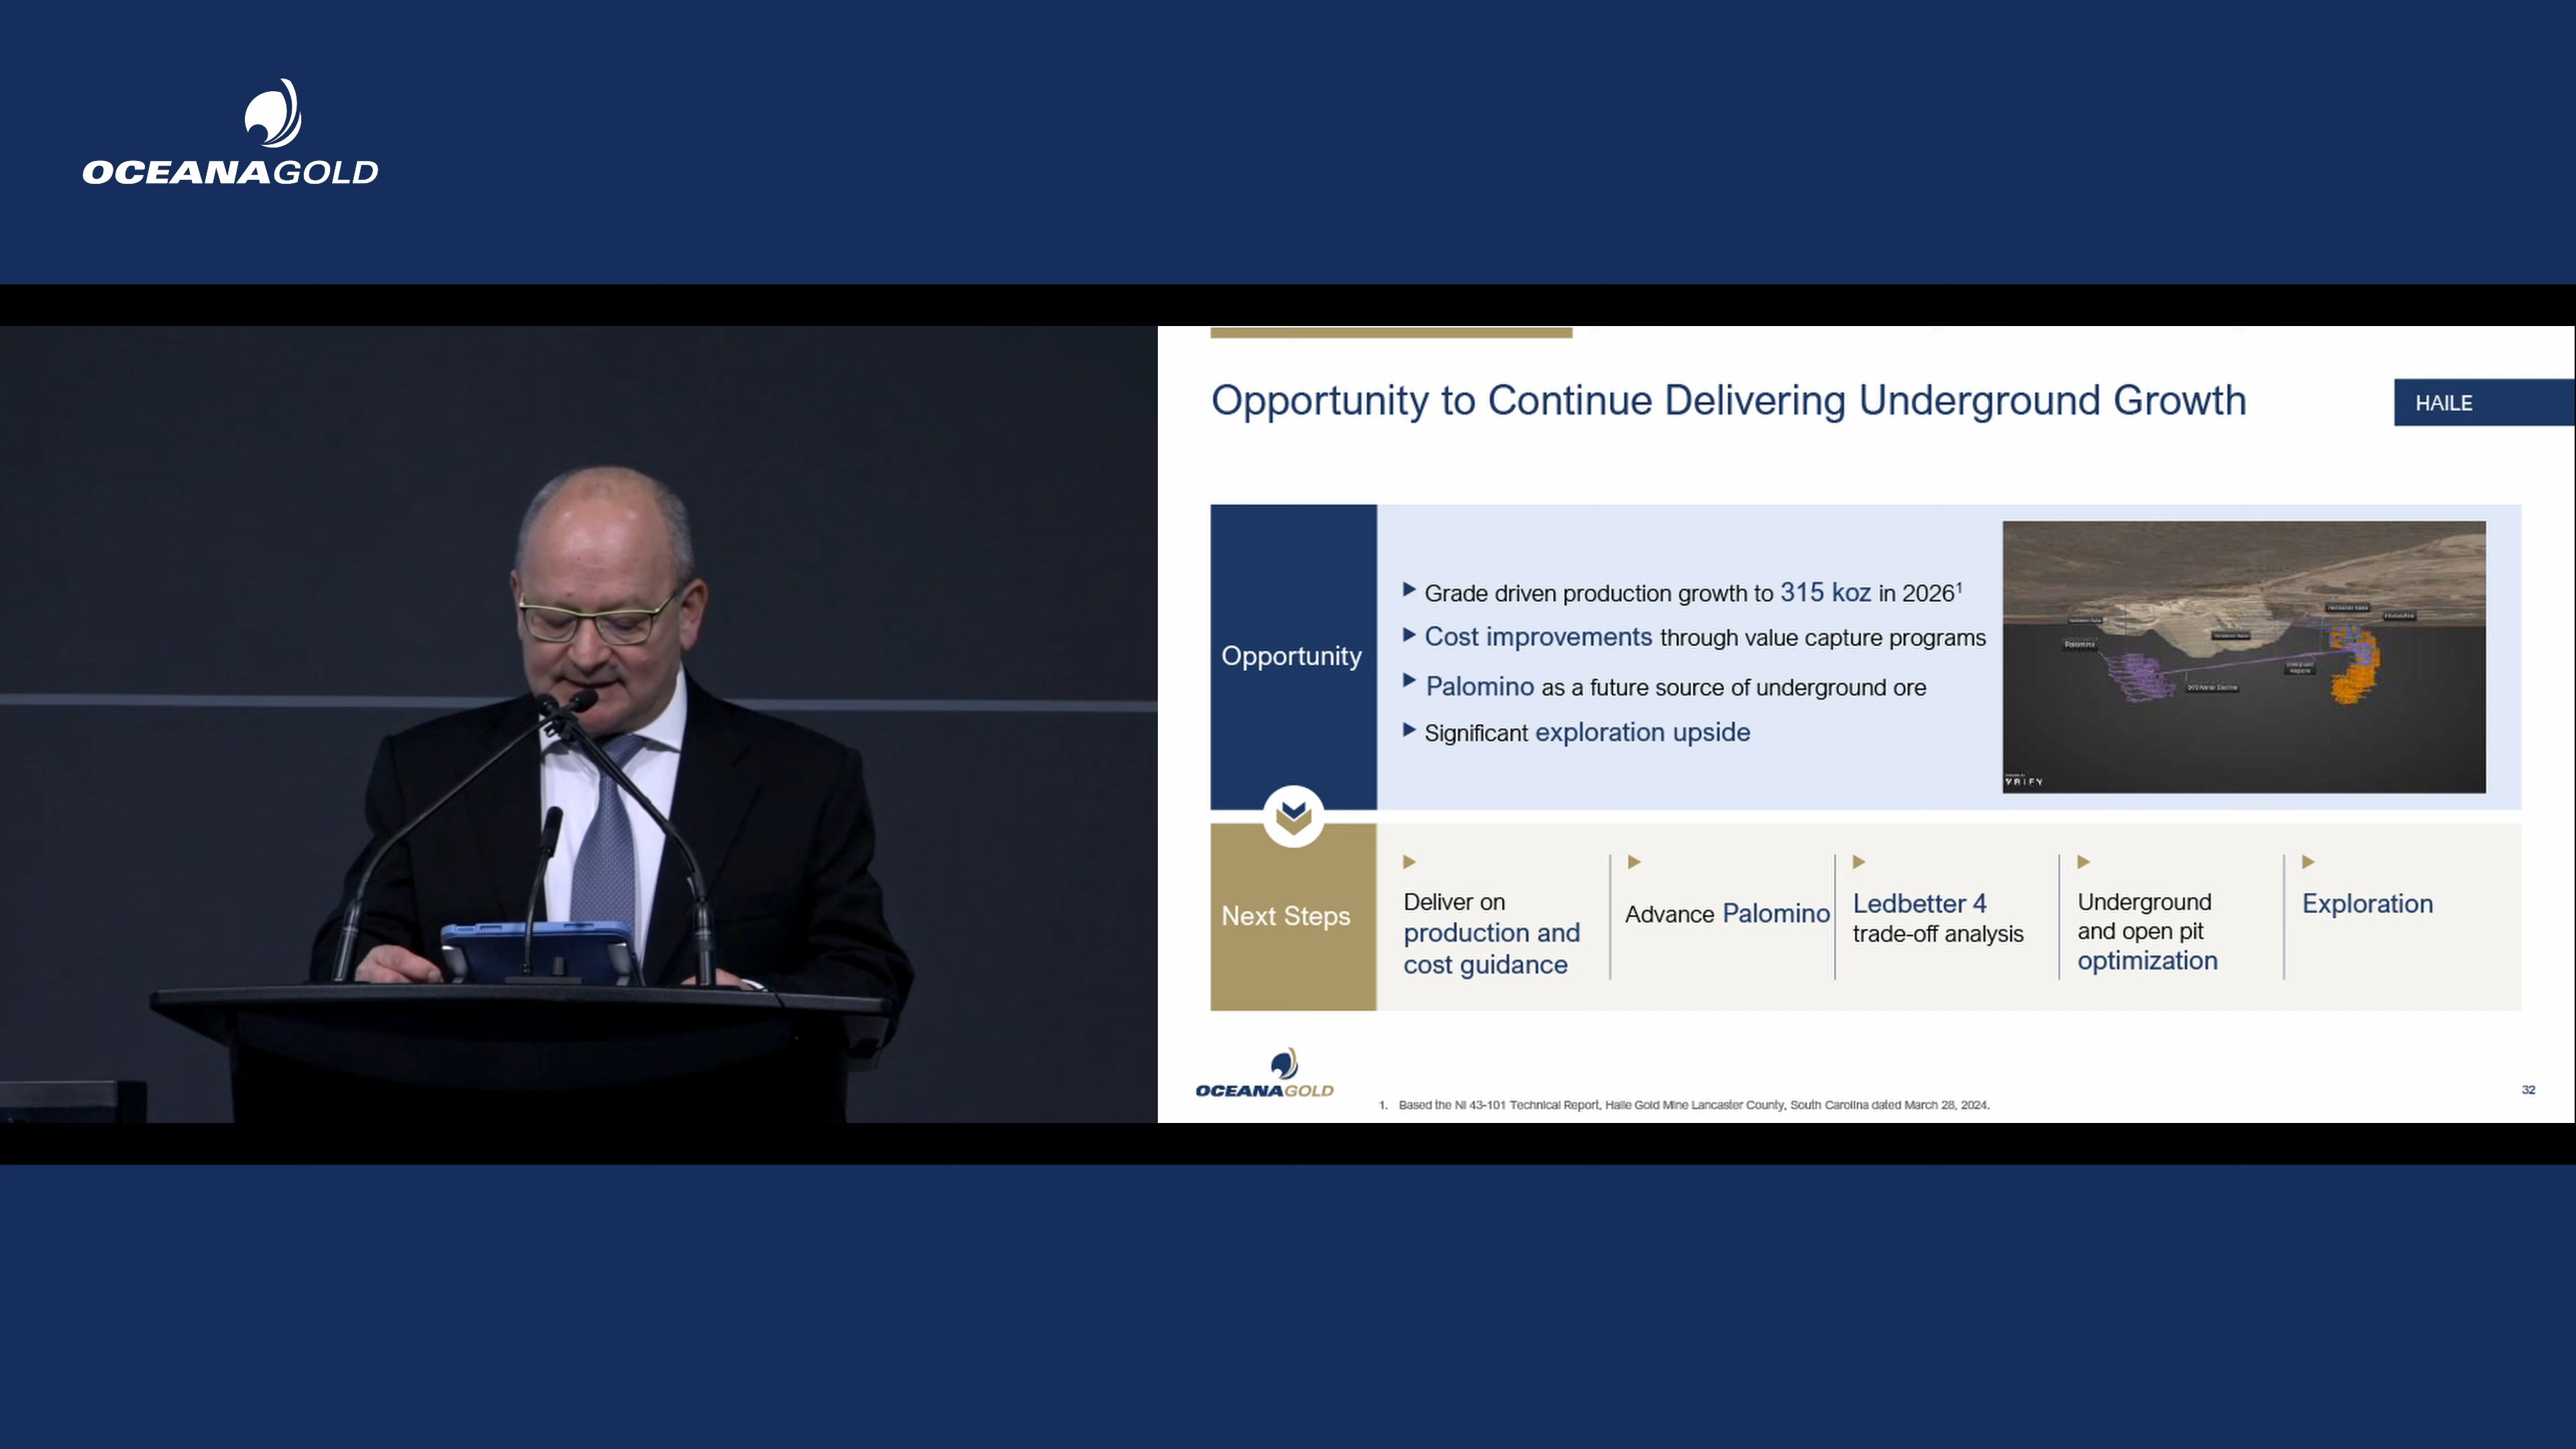 OCEANAGOLD
Opportunity to Continue Delivering Underground Growth
HAILE
Opportunity
Grade driven production growth to 315 koz in 2026¹
Cost improvements through value capture programs
Palomino as a future source of underground ore
Significant exploration upside
Palomino
VRIFY
Next Steps
Deliver on
production and
cost guidance
Advance Palomino
Ledbetter 4
trade-off analysis
Underground
and open pit
optimization
Exploration
OCEANAGOLD
1. Based the NI 43-101 Technical Report, Haile Gold Mine Lancaster County, South Carolina dated March 28, 2024.
32